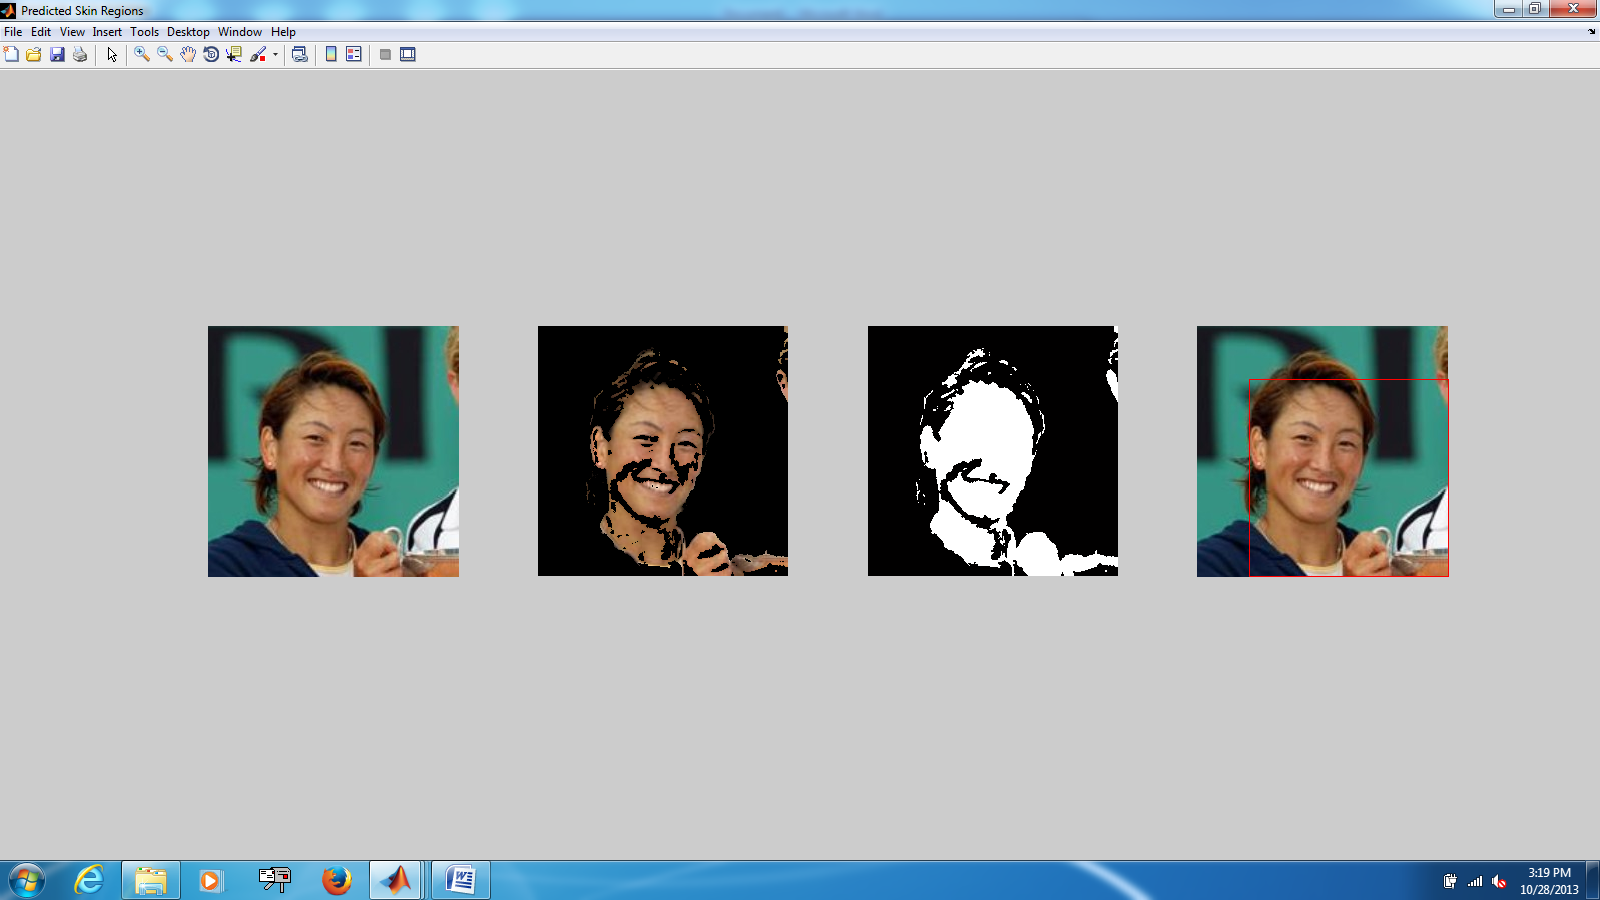 Predicted Skin Regions
File Edit View Insert Tools Desktop Window Help
3:19 PM
10/28/2013